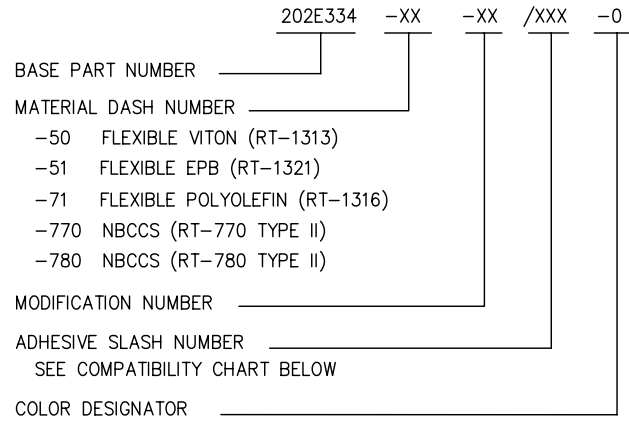 202E334 -XX -XX /XXX -0
BASE PART NUMBER
MATERIAL DASH NUMBER
-50 FLEXIBLE VITON (RT-1313)
-51 FLEXIBLE EPB (RT-1321)
-71 FLEXIBLE POLYOLEFIN (RT-1316)
-770 NBCCS (RT-770 TYPE II)
-780 NBCCS (RT-780 TYPE II)
MODIFICATION NUMBER
ADHESIVE SLASH NUMBER
SEE COMPATIBILITY CHART BELOW
COLOR DESIGNATOR